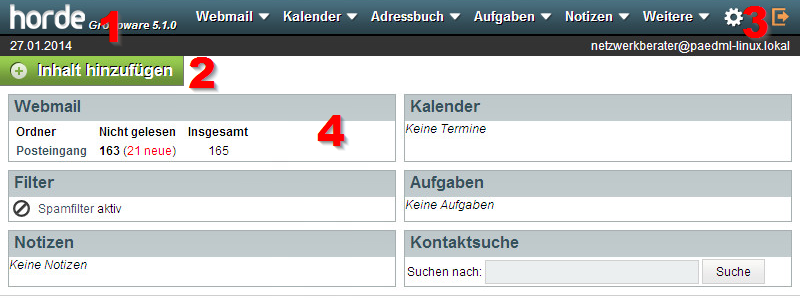 horde Groupware 5.1.0 1 Webmail Kalender Adressbuch Aufgaben Notizen Weitere 3
27.01.2014 netzwerkberater@paedml-linux.lokal
Inhalt hinzufügen 2
Webmail Kalender
Ordner Nicht gelesen Insgesamt 4 Keine Termine
Posteingang 163 (21 neue) 165
Filter Aufgaben
Spamfilter aktiv Keine Aufgaben
Notizen Kontaktsuche
Keine Notizen Suchen nach: Suche